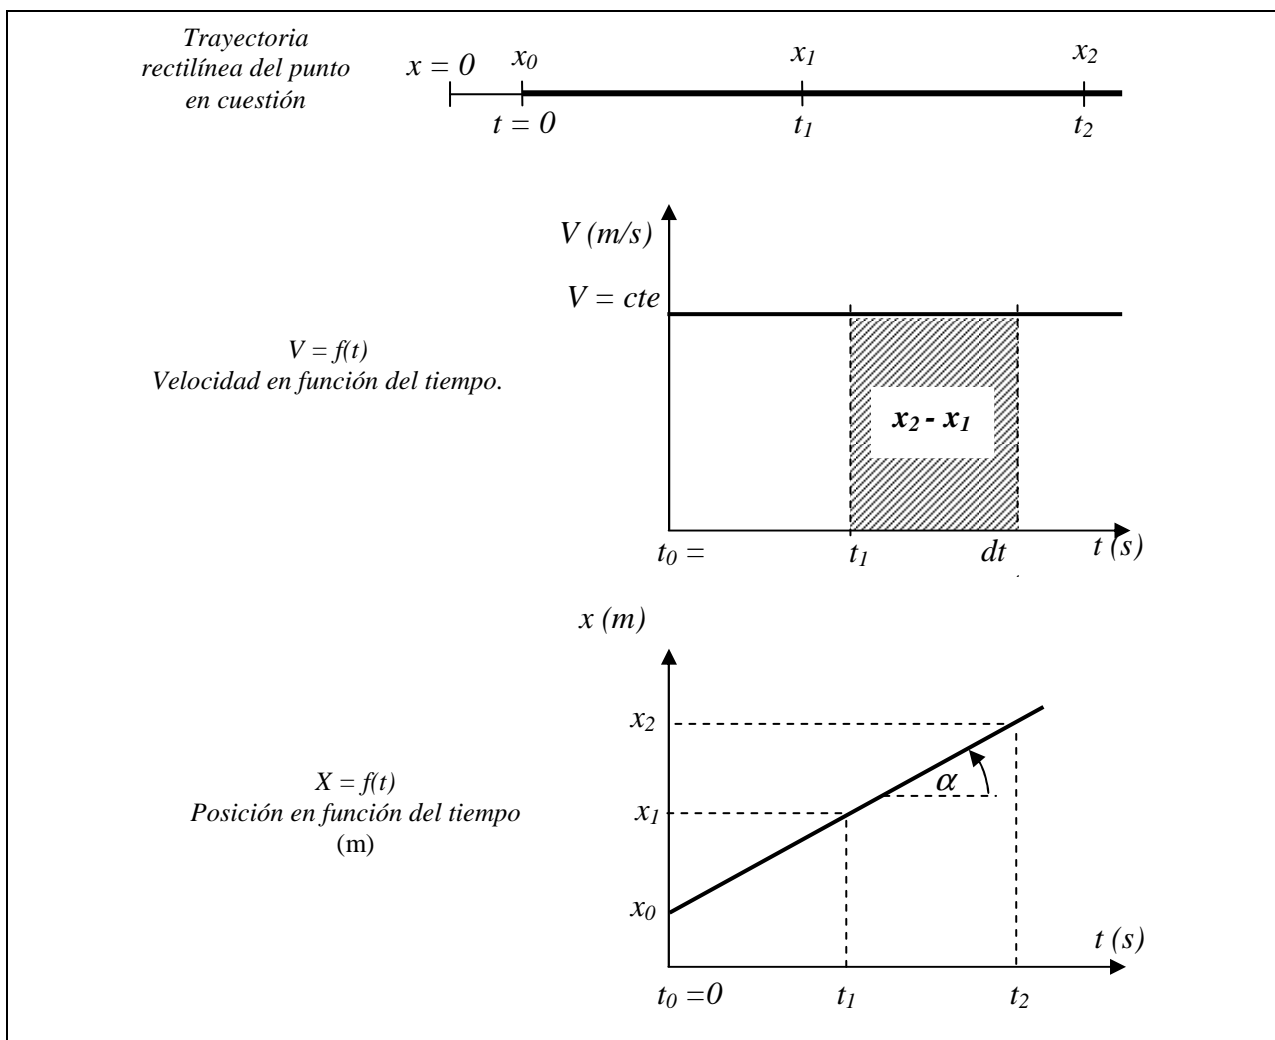 Trayectoria
rectilínea del punto
en cuestión
x = 0
x0
x1
x2
t = 0
t1
t2
V (m/s)
V = cte
V = f(t)
Velocidad en función del tiempo.
x2 - x1
t0 =
t1
dt
t (s)
x (m)
x2
α
X = f(t)
Posición en función del tiempo
(m)
x1
x0
t (s)
t0 =0
t1
t2